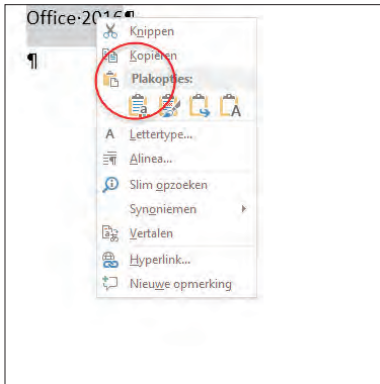 Office·2016¶
¶
Knippen
Kopiëren
Plakopties:
Lettertype...
Alinea...
Slim opzoeken
Synoniemen
Vertalen
Hyperlink...
Nieuwe opmerking